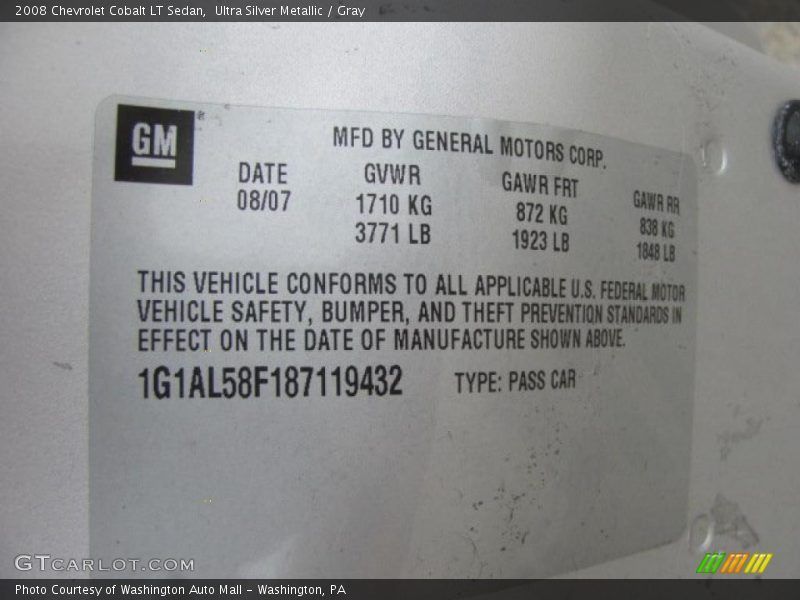 2008 Chevrolet Cobalt LT Sedan, Ultra Silver Metallic / Gray
GM®
MFD BY GENERAL MOTORS CORP.
DATE GVWR GAWR FRT GAWR RR
08/07 1710 KG 872 KG 838 KG
3771 LB 1923 LB 1848 LB
THIS VEHICLE CONFORMS TO ALL APPLICABLE U.S. FEDERAL MOTOR
VEHICLE SAFETY, BUMPER, AND THEFT PREVENTION STANDARDS IN
EFFECT ON THE DATE OF MANUFACTURE SHOWN ABOVE.
1G1AL58F187119432 TYPE: PASS CAR
GTCARLOT.COM
Photo Courtesy of Washington Auto Mall - Washington, PA